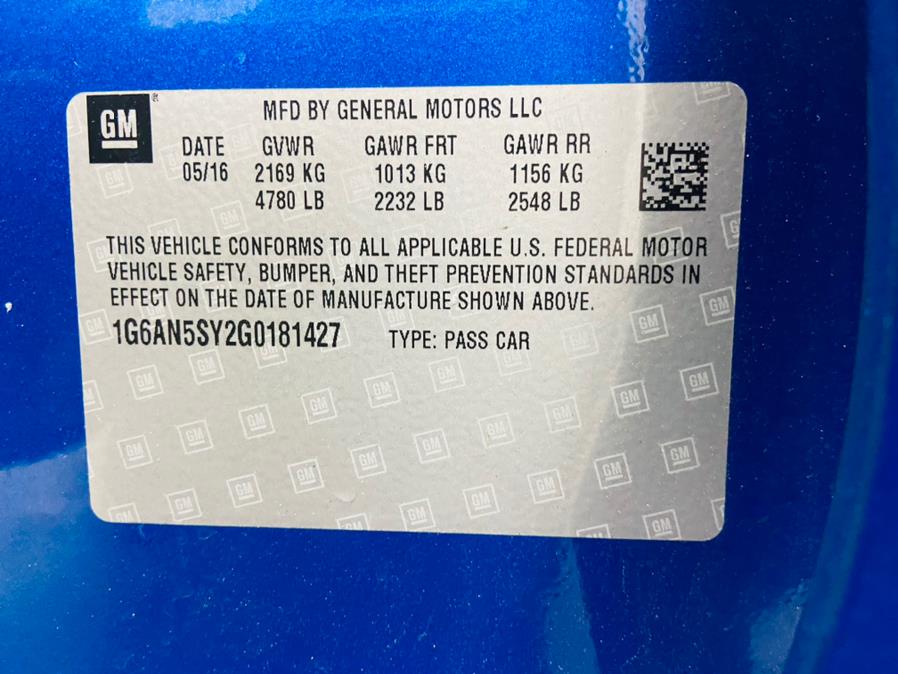 GM
MFD BY GENERAL MOTORS LLC
DATE GVWR GAWR FRT GAWR RR
05/16 2169 KG 1013 KG 1156 KG
4780 LB 2232 LB 2548 LB
THIS VEHICLE CONFORMS TO ALL APPLICABLE U.S. FEDERAL MOTOR
VEHICLE SAFETY, BUMPER, AND THEFT PREVENTION STANDARDS IN
EFFECT ON THE DATE OF MANUFACTURE SHOWN ABOVE.
1G6AN5SY2G0181427 TYPE: PASS CAR